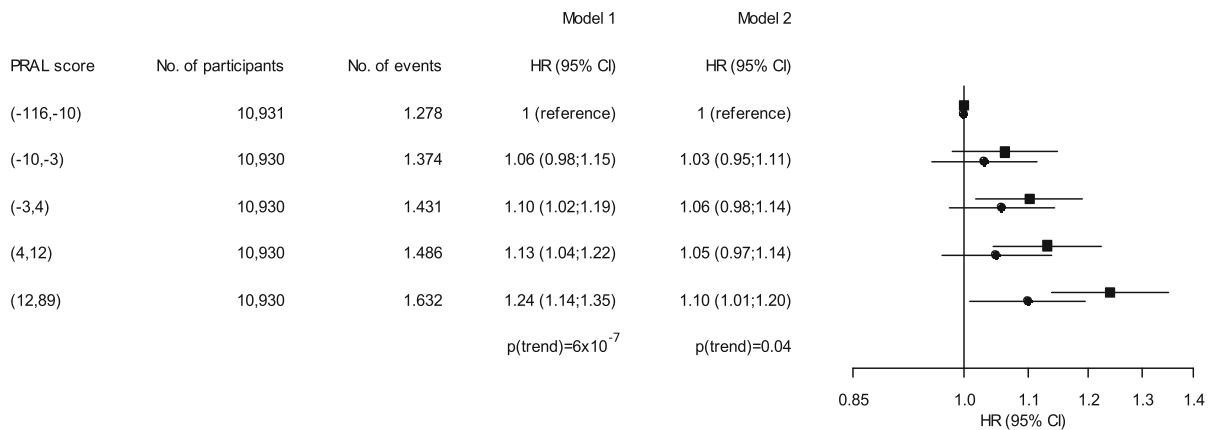 Model 1 Model 2
PRAL score No. of participants No. of events HR (95% CI) HR (95% CI)
(-116,-10) 10,931 1.278 1 (reference) 1 (reference)
(-10,-3) 10,930 1.374 1.06 (0.98;1.15) 1.03 (0.95;1.11)
(-3,4) 10,930 1.431 1.10 (1.02;1.19) 1.06 (0.98;1.14)
(4,12) 10,930 1.486 1.13 (1.04;1.22) 1.05 (0.97;1.14)
(12,89) 10,930 1.632 1.24 (1.14;1.35) 1.10 (1.01;1.20)
p(trend)=6x10⁻⁷ p(trend)=0.04
0.85 1.0 1.1 1.2 1.3 1.4
HR (95% CI)